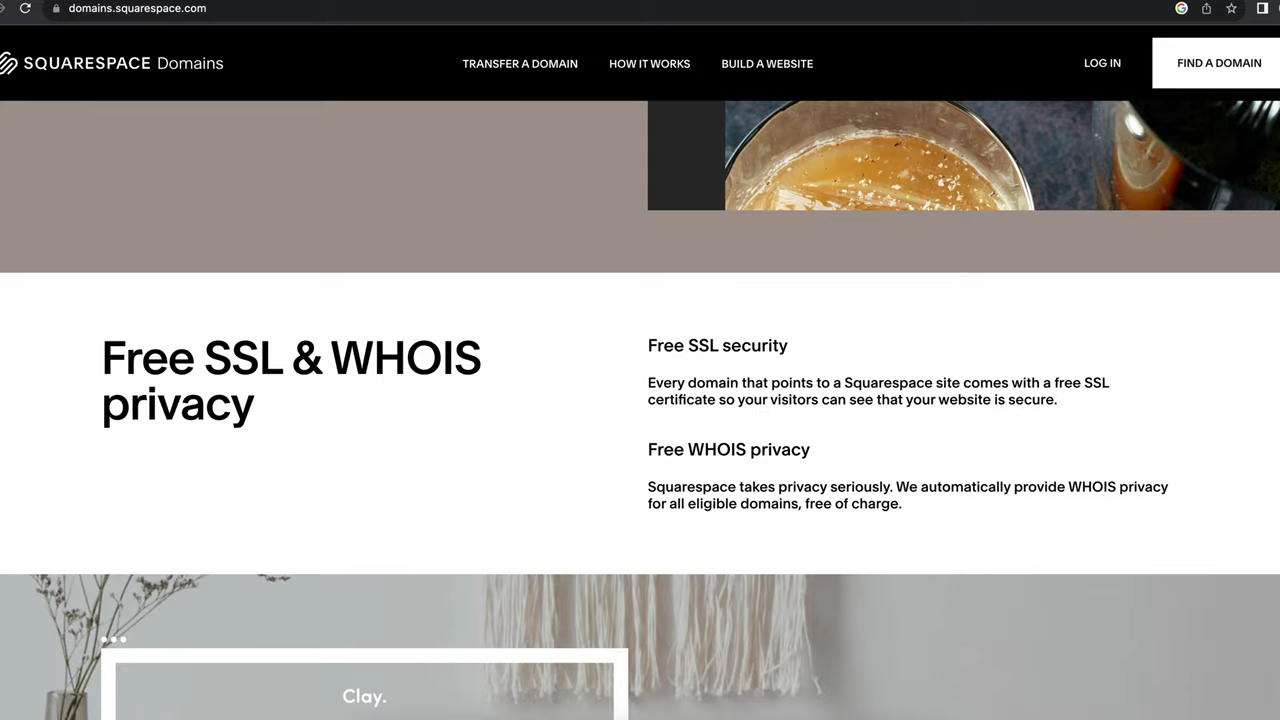 domains.squarespace.com
SQUARESPACE Domains
TRANSFER A DOMAIN
HOW IT WORKS
BUILD A WEBSITE
LOG IN
FIND A DOMAIN
Free SSL & WHOIS
privacy
Free SSL security
Every domain that points to a Squarespace site comes with a free SSL
certificate so your visitors can see that your website is secure.
Free WHOIS privacy
Squarespace takes privacy seriously. We automatically provide WHOIS privacy
for all eligible domains, free of charge.
Clay.